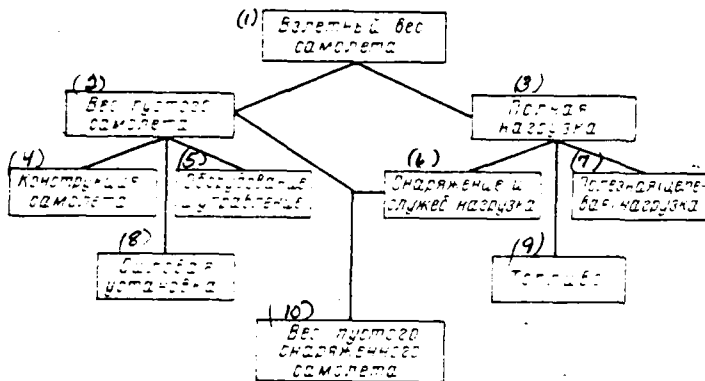 (1)
Взлетный вес
самолета
(2)
Вес пустого
самолета
(3)
Полная
нагрузка
(4)
Конструкция
самолета
(5)
Оборудование
и управление
(6)
Снаряжение и
служеб нагрузка
(7)
Полезная(целе-
вая) нагрузка
(8)
Силовая
установка
(9)
Топливо
(10)
Вес пустого
снаряженного
самолета